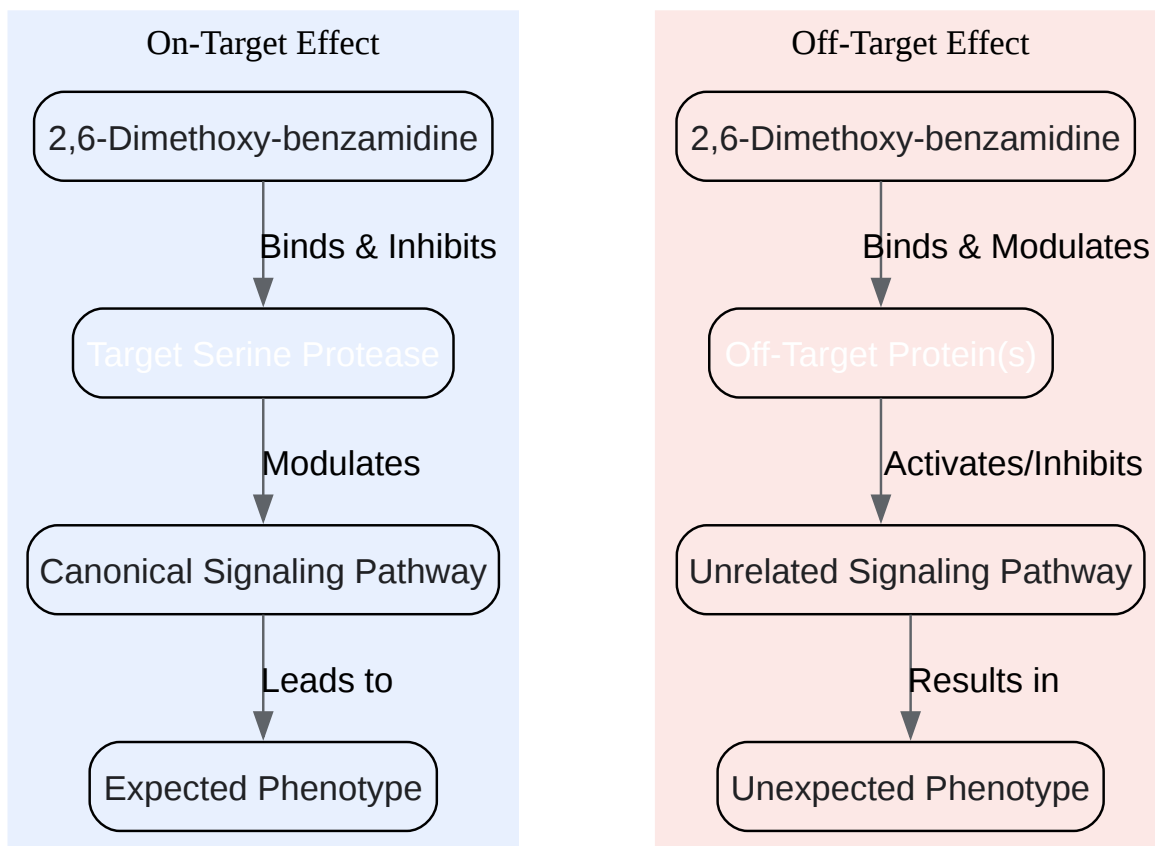 On-Target Effect
2,6-Dimethoxy-benzamidine
Binds & Inhibits
Target Serine Protease
Modulates
Canonical Signaling Pathway
Leads to
Expected Phenotype
Off-Target Effect
2,6-Dimethoxy-benzamidine
Binds & Modulates
Off-Target Protein(s)
Activates/Inhibits
Unrelated Signaling Pathway
Results in
Unexpected Phenotype